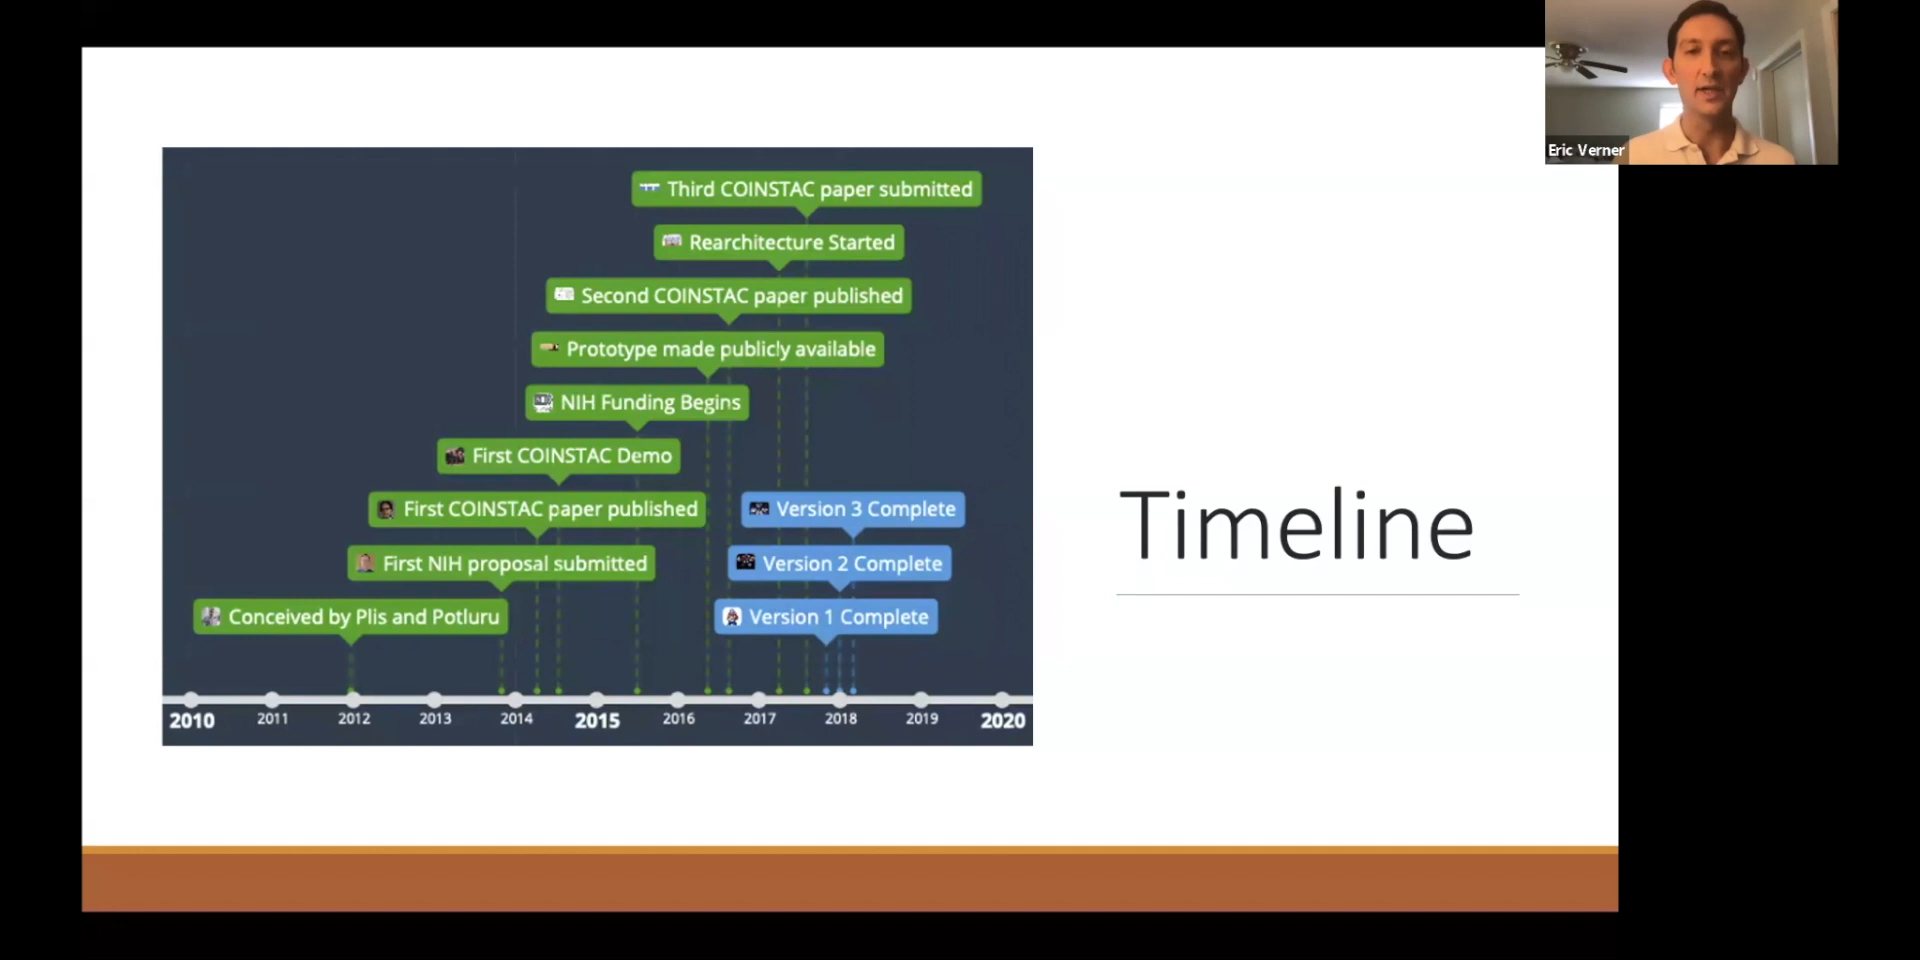 Eric Verner
Third COINSTAC paper submitted
Rearchitecture Started
Second COINSTAC paper published
Prototype made publicly available
NIH Funding Begins
First COINSTAC Demo
First COINSTAC paper published
Version 3 Complete
First NIH proposal submitted
Version 2 Complete
Conceived by Plis and Potluru
Version 1 Complete
2010 2011 2012 2013 2014 2015 2016 2017 2018 2019 2020
Timeline